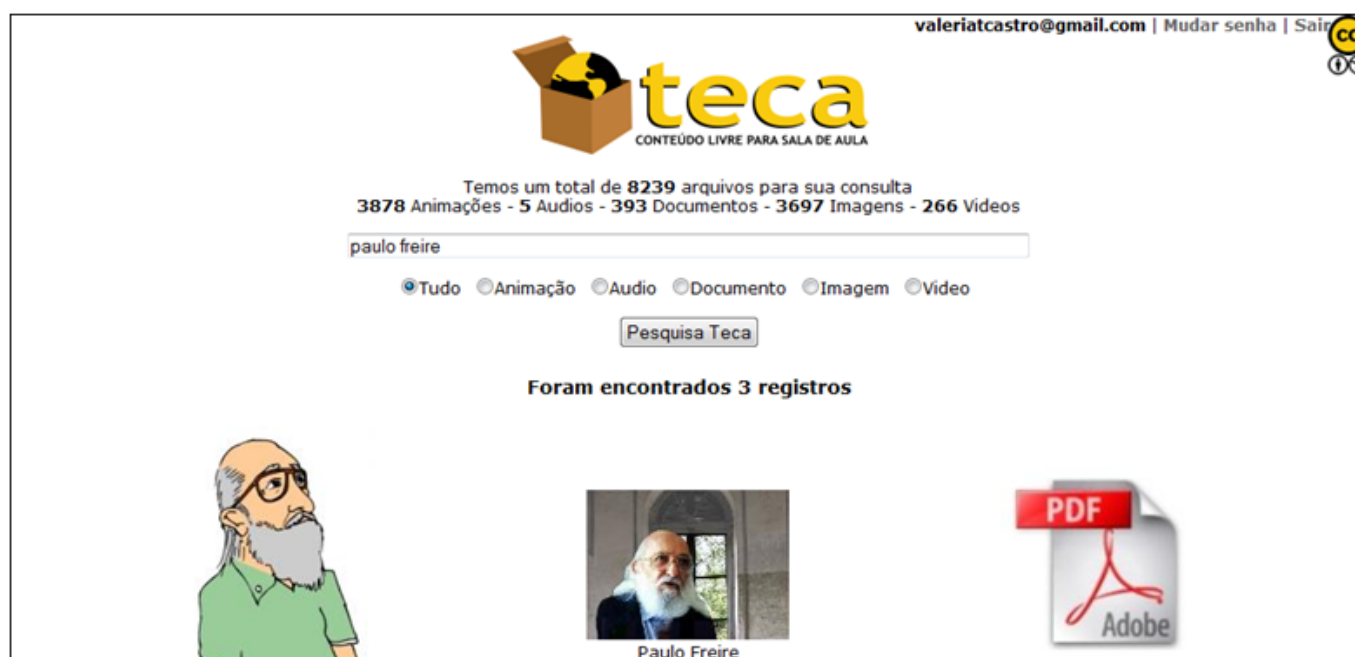 valeriatcastro@gmail.com | Mudar senha | Sair
cc
teca
CONTEÚDO LIVRE PARA SALA DE AULA
Temos um total de 8239 arquivos para sua consulta
3878 Animações - 5 Audios - 393 Documentos - 3697 Imagens - 266 Videos
paulo freire
Tudo Animação Audio Documento Imagem Video
Pesquisa Teca
Foram encontrados 3 registros
PDF
Adobe
Paulo Freire